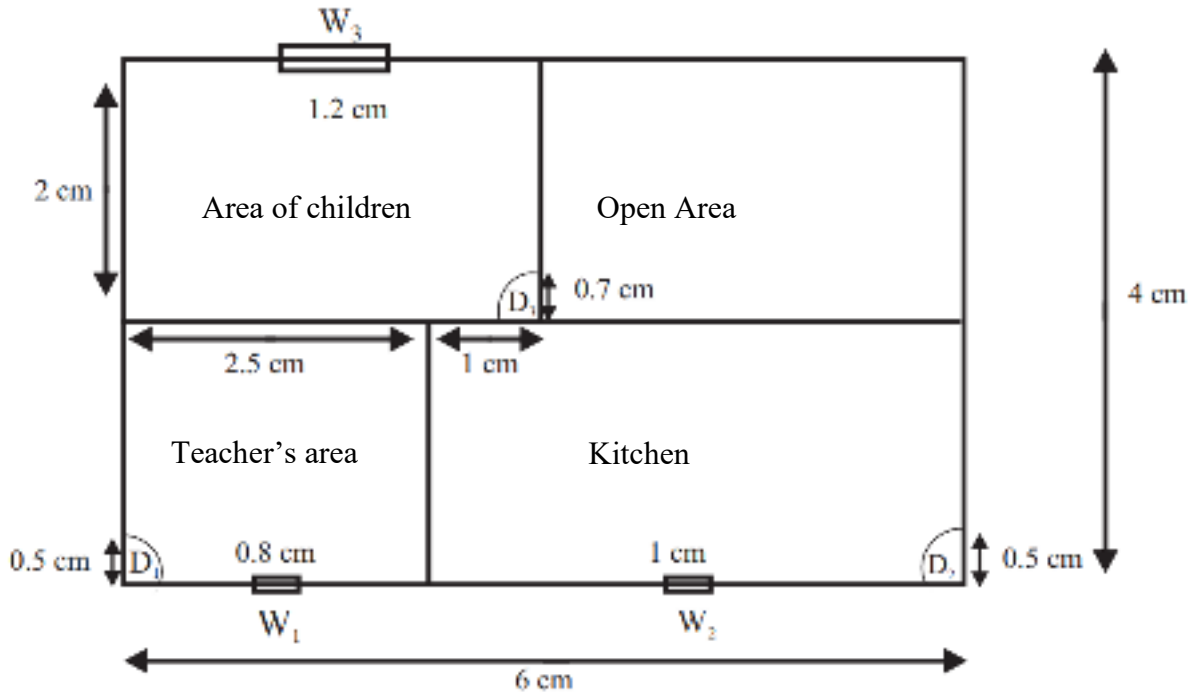 W₃
1.2 cm
2 cm
Area of children
Open Area
D₃
0.7 cm
4 cm
2.5 cm
1 cm
Teacher’s area
Kitchen
0.5 cm
D₁
0.8 cm
1 cm
D₂
0.5 cm
W₁
W₂
6 cm